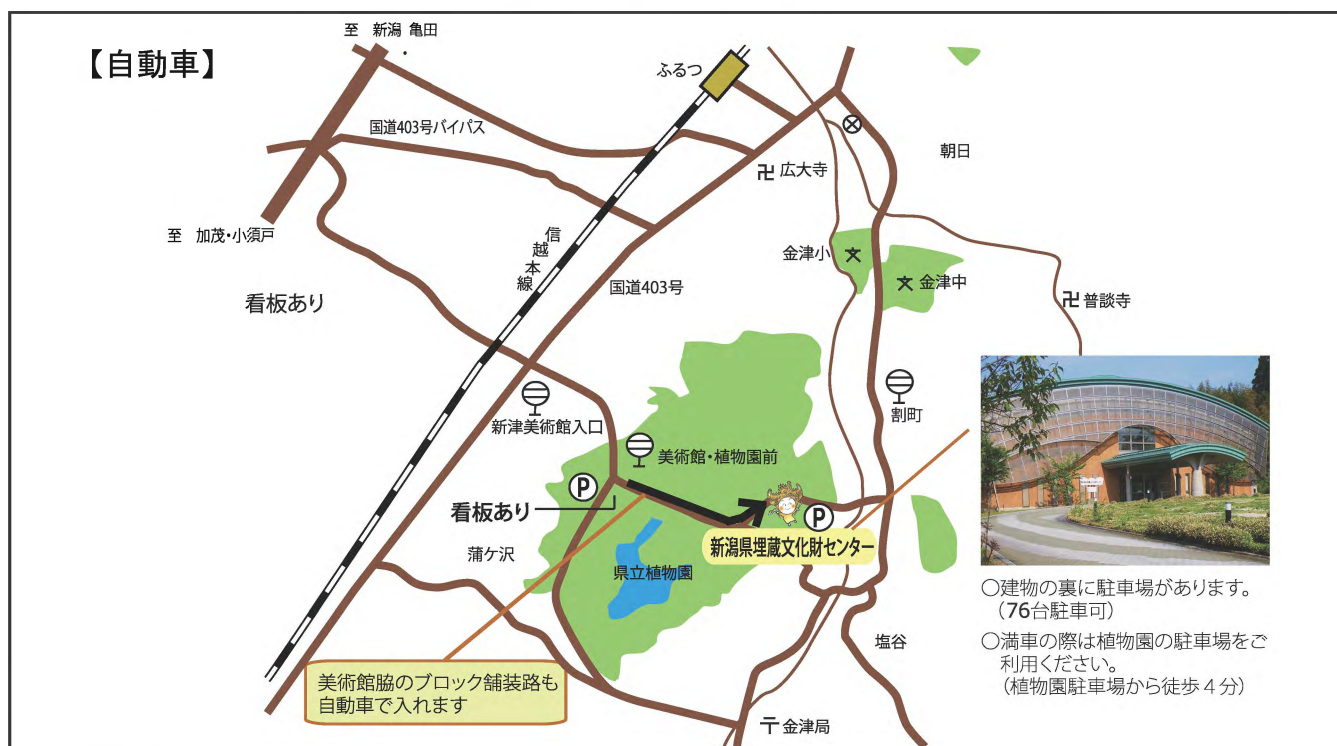 至　新潟 亀田
【自動車】
ふるつ
国道403号バイパス
朝日
卍 広大寺
至　加茂・小須戸
信越本線
金津小
文
文 金津中
国道403号
看板あり
卍 普談寺
割町
新津美術館入口
美術館・植物園前
P
看板あり
P
新潟県埋蔵文化財センター
蒲ケ沢
県立植物園
○建物の裏に駐車場があります。
（76台駐車可）
塩谷
○満車の際は植物園の駐車場をご
利用ください。
（植物園駐車場から徒歩４分）
美術館脇のブロック舗装路も
自動車で入れます
〒金津局